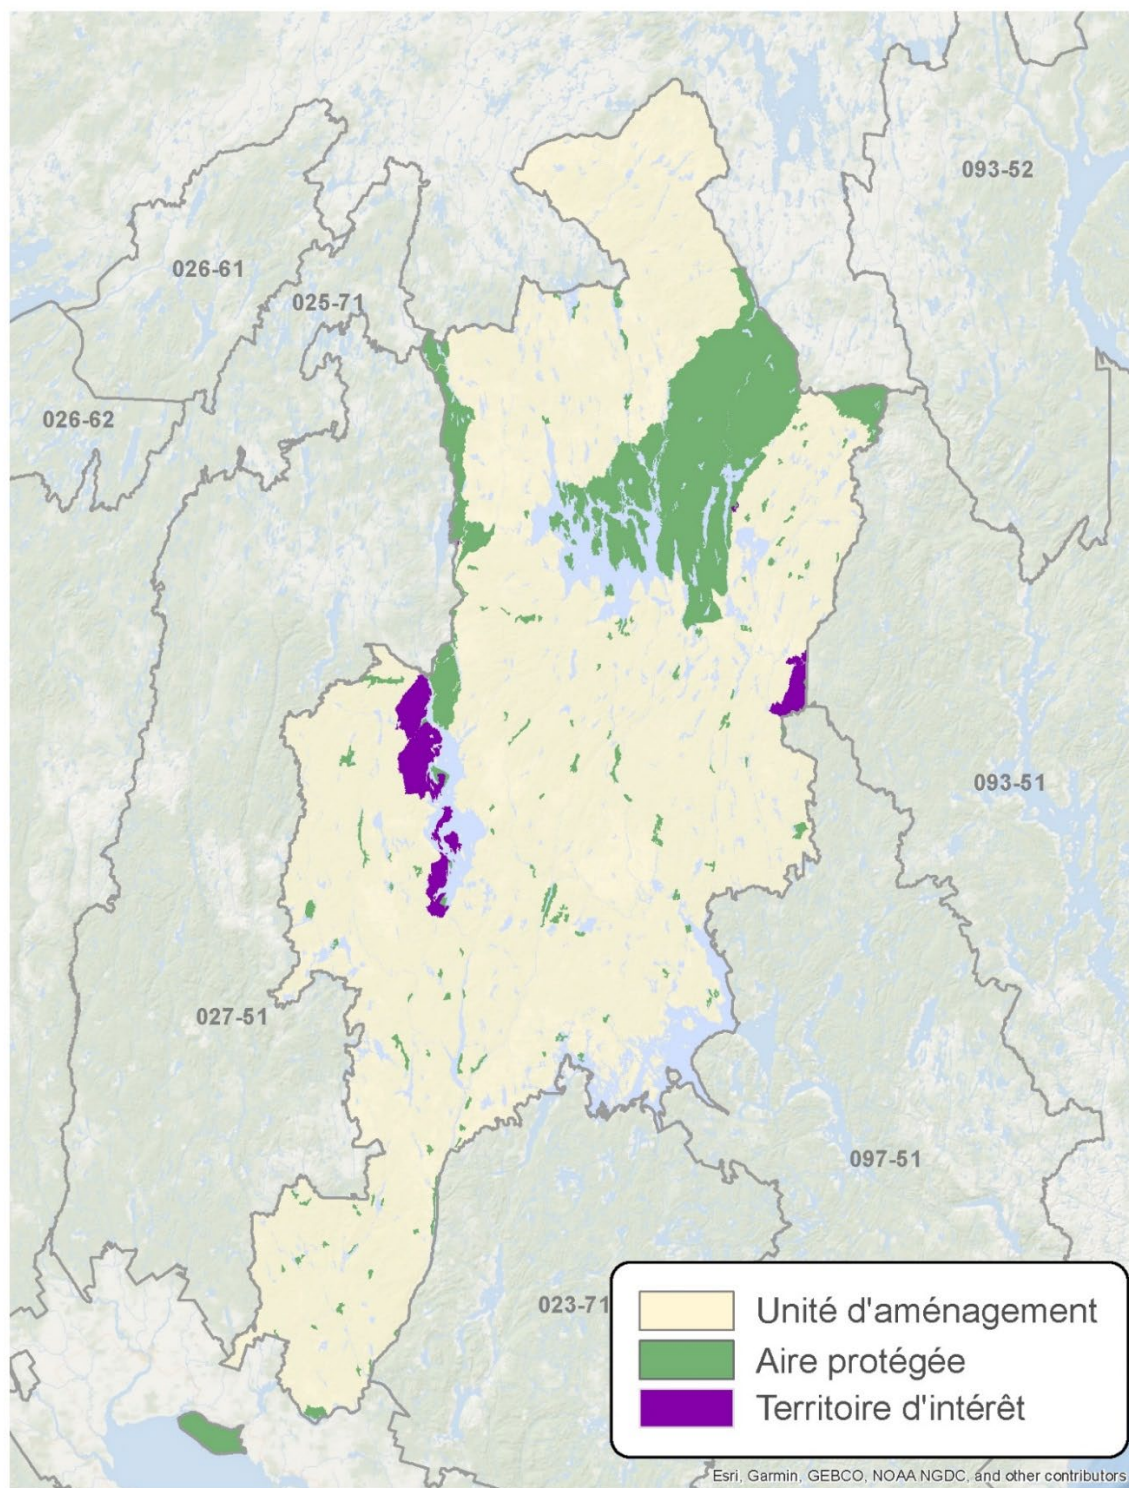 093-52
026-61
025-71
026-62
093-51
027-51
097-51
023-71
Unité d'aménagement
Aire protégée
Territoire d'intérêt
Esri, Garmin, GEBCO, NOAA NGDC, and other contributors